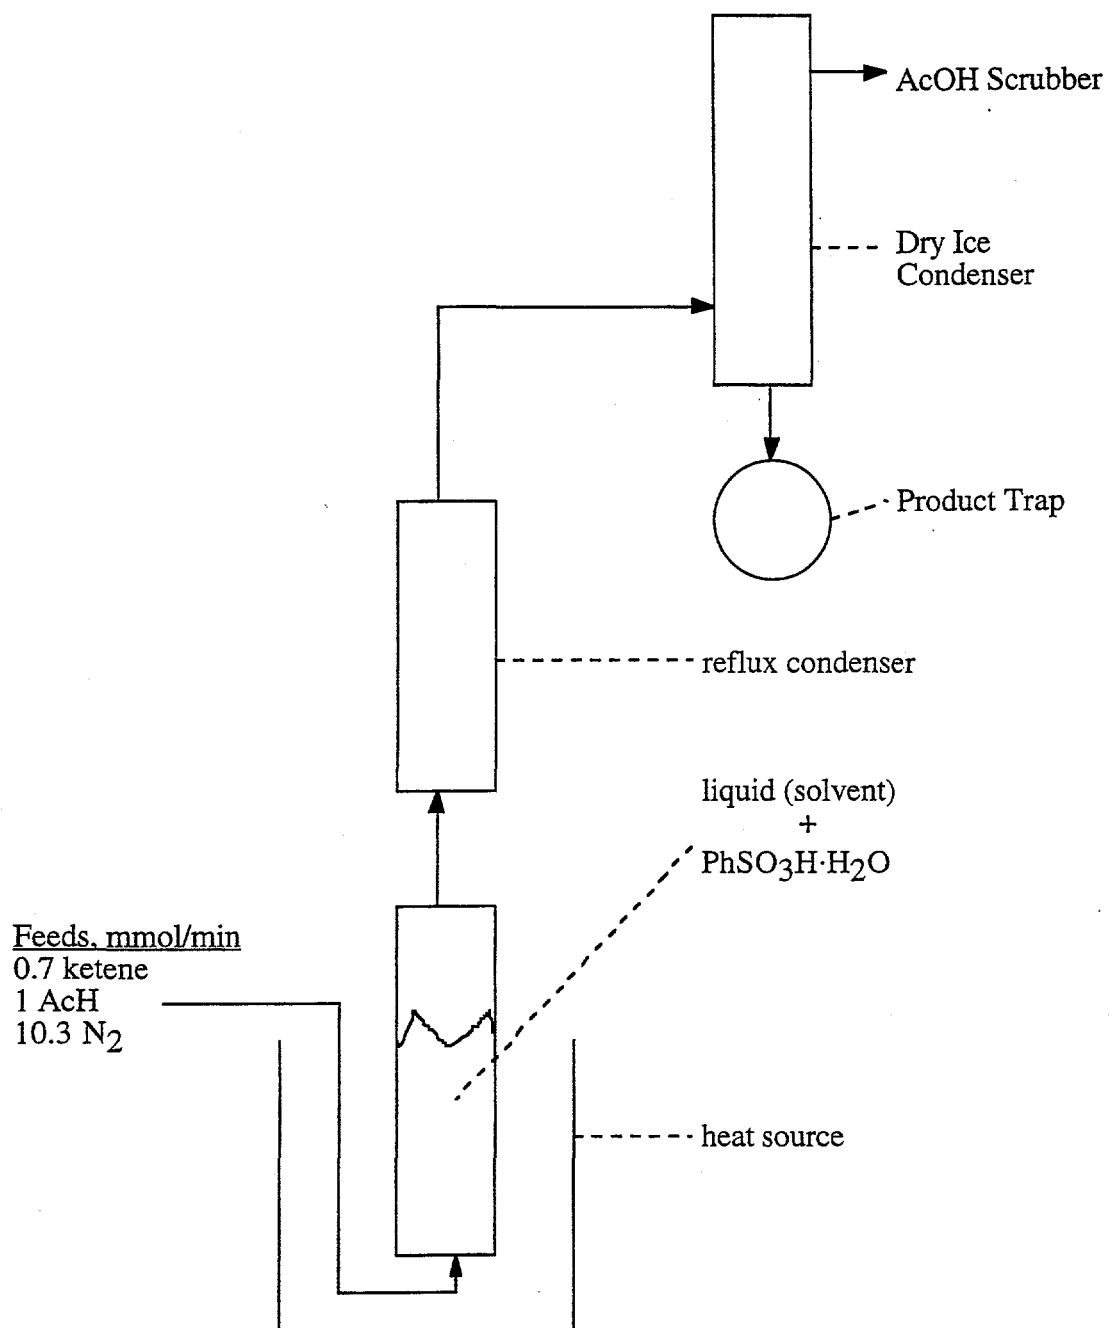 AcOH Scrubber
Dry Ice
Condenser
Product Trap
reflux condenser
liquid (solvent)
+
PhSO₃H·H₂O
Feeds, mmol/min
0.7 ketene
1 AcH
10.3 N₂
heat source